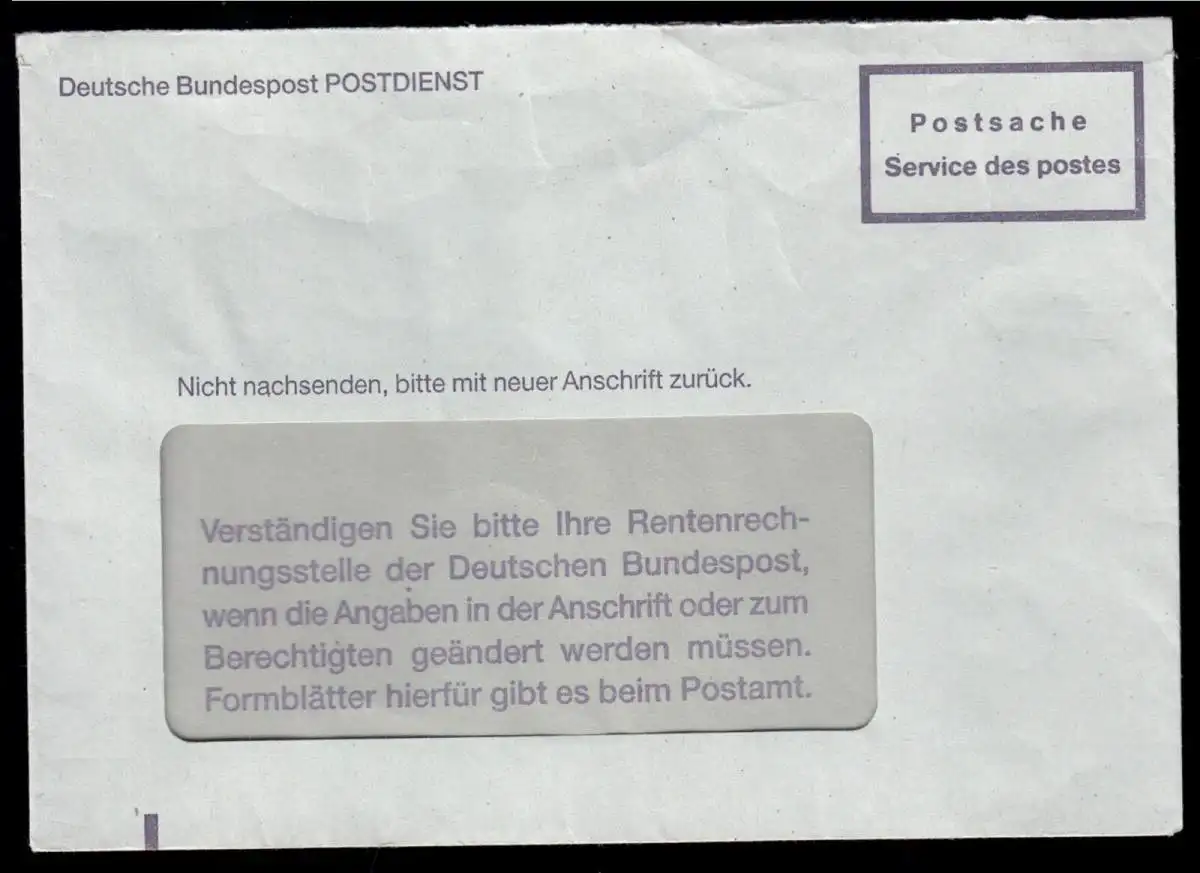 Deutsche Bundespost POSTDIENST
Postsache
Service des postes
Nicht nachsenden, bitte mit neuer Anschrift zurück.
Verständigen Sie bitte Ihre Rentenrech-
nungsstelle der Deutschen Bundespost,
wenn die Angaben in der Anschrift oder zum
Berechtigten geändert werden müssen.
Formblätter hierfür gibt es beim Postamt.